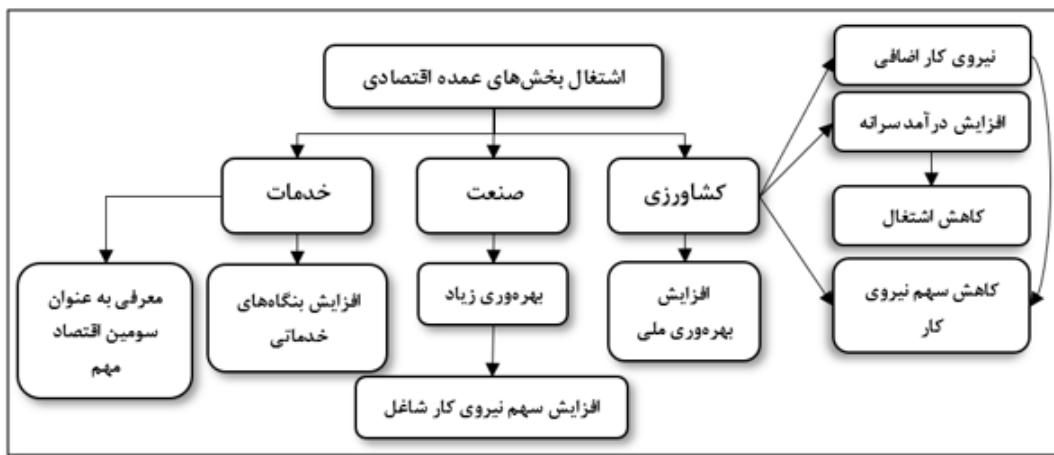 اشتغال بخش‌های عمده اقتصادی
نیروی کار اضافی
افزایش درآمد سرانه
کاهش اشتغال
کاهش سهم نیروی
کار
کشاورزی
افزایش
بهره‌وری ملی
صنعت
بهره‌وری زیاد
افزایش سهم نیروی کار شاغل
خدمات
افزایش بنگاه‌های
خدماتی
معرفی به عنوان
سومین اقتصاد
مهم